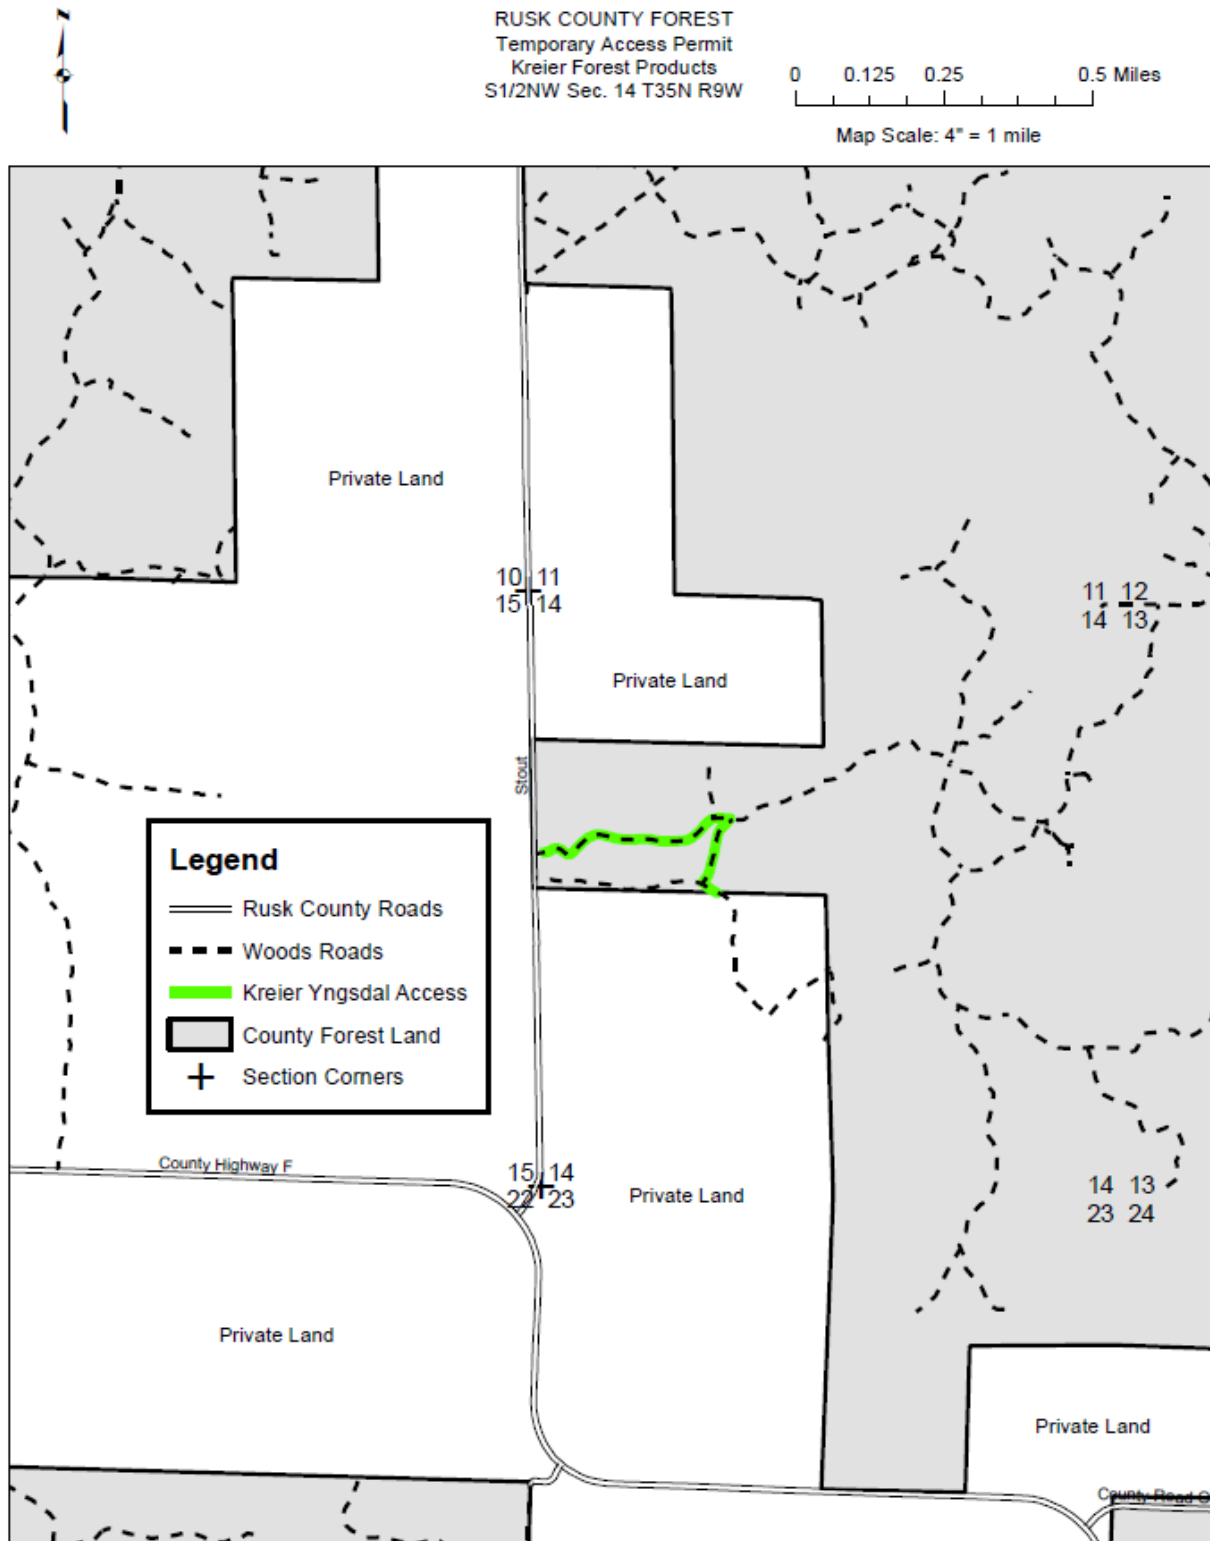 N
RUSK COUNTY FOREST
Temporary Access Permit
Kreier Forest Products
S1/2NW Sec. 14 T35N R9W
0 0.125 0.25 0.5 Miles
Map Scale: 4" = 1 mile
Private Land
10 11
15 14
11 12
14 13
Private Land
Stout
Legend
Rusk County Roads
Woods Roads
Kreier Yngsdal Access
County Forest Land
Section Corners
County Highway F
15 14
22 23
Private Land
14 13
23 24
Private Land
Private Land
County Road